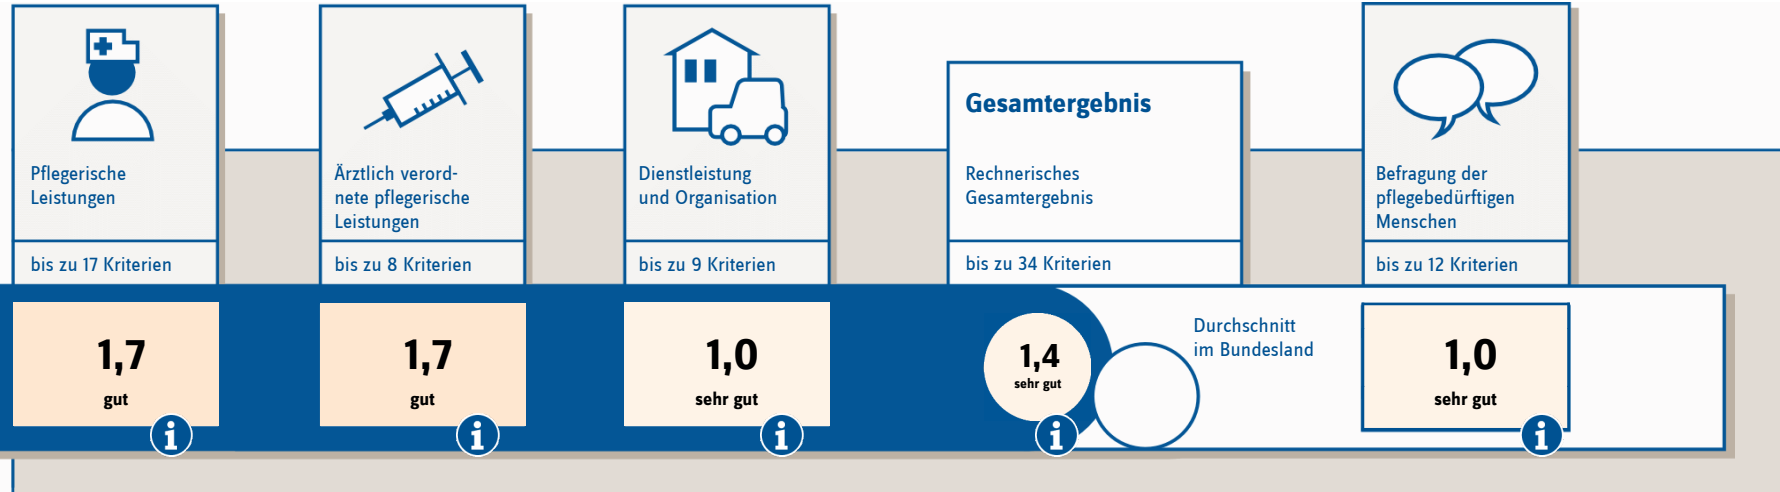 Pflegerische
Leistungen
bis zu 17 Kriterien
1,7
gut
i
Ärztlich verord-
nete pflegerische
Leistungen
bis zu 8 Kriterien
1,7
gut
i
Dienstleistung
und Organisation
bis zu 9 Kriterien
1,0
sehr gut
i
Gesamtergebnis
Rechnerisches
Gesamtergebnis
bis zu 34 Kriterien
1,4
sehr gut
i
Durchschnitt
im Bundesland
Befragung der
pflegebedürftigen
Menschen
bis zu 12 Kriterien
1,0
sehr gut
i